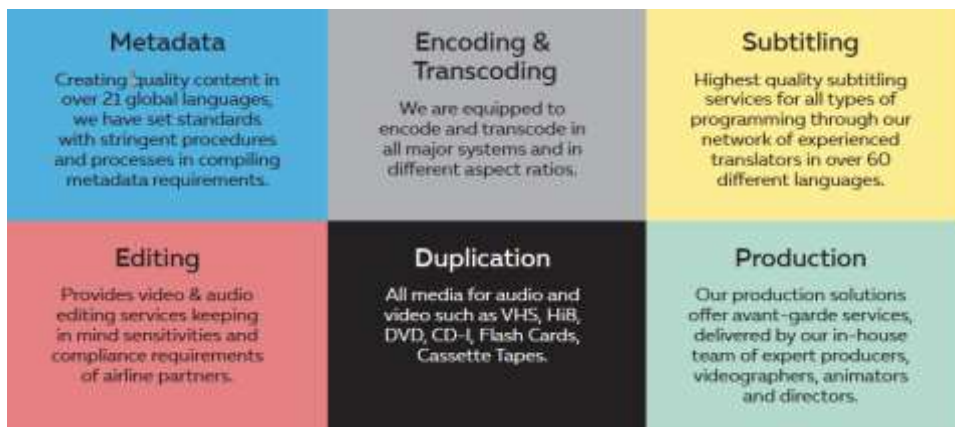 Metadata
Creating quality content in
over 21 global languages,
we have set standards
with stringent procedures
and processes in compiling
metadata requirements.
Encoding &
Transcoding
We are equipped to
encode and transcode in
all major systems and in
different aspect ratios.
Subtitling
Highest quality subtitling
services for all types of
programming through our
network of experienced
translators in over 60
different languages.
Editing
Provides video & audio
editing services keeping
in mind sensitivities and
compliance requirements
of airline partners.
Duplication
All media for audio and
video such as VHS, Hi8,
DVD, CD-I, Flash Cards,
Cassette Tapes.
Production
Our production solutions
offer avant-garde services,
delivered by our in-house
team of expert producers,
videographers, animators
and directors.